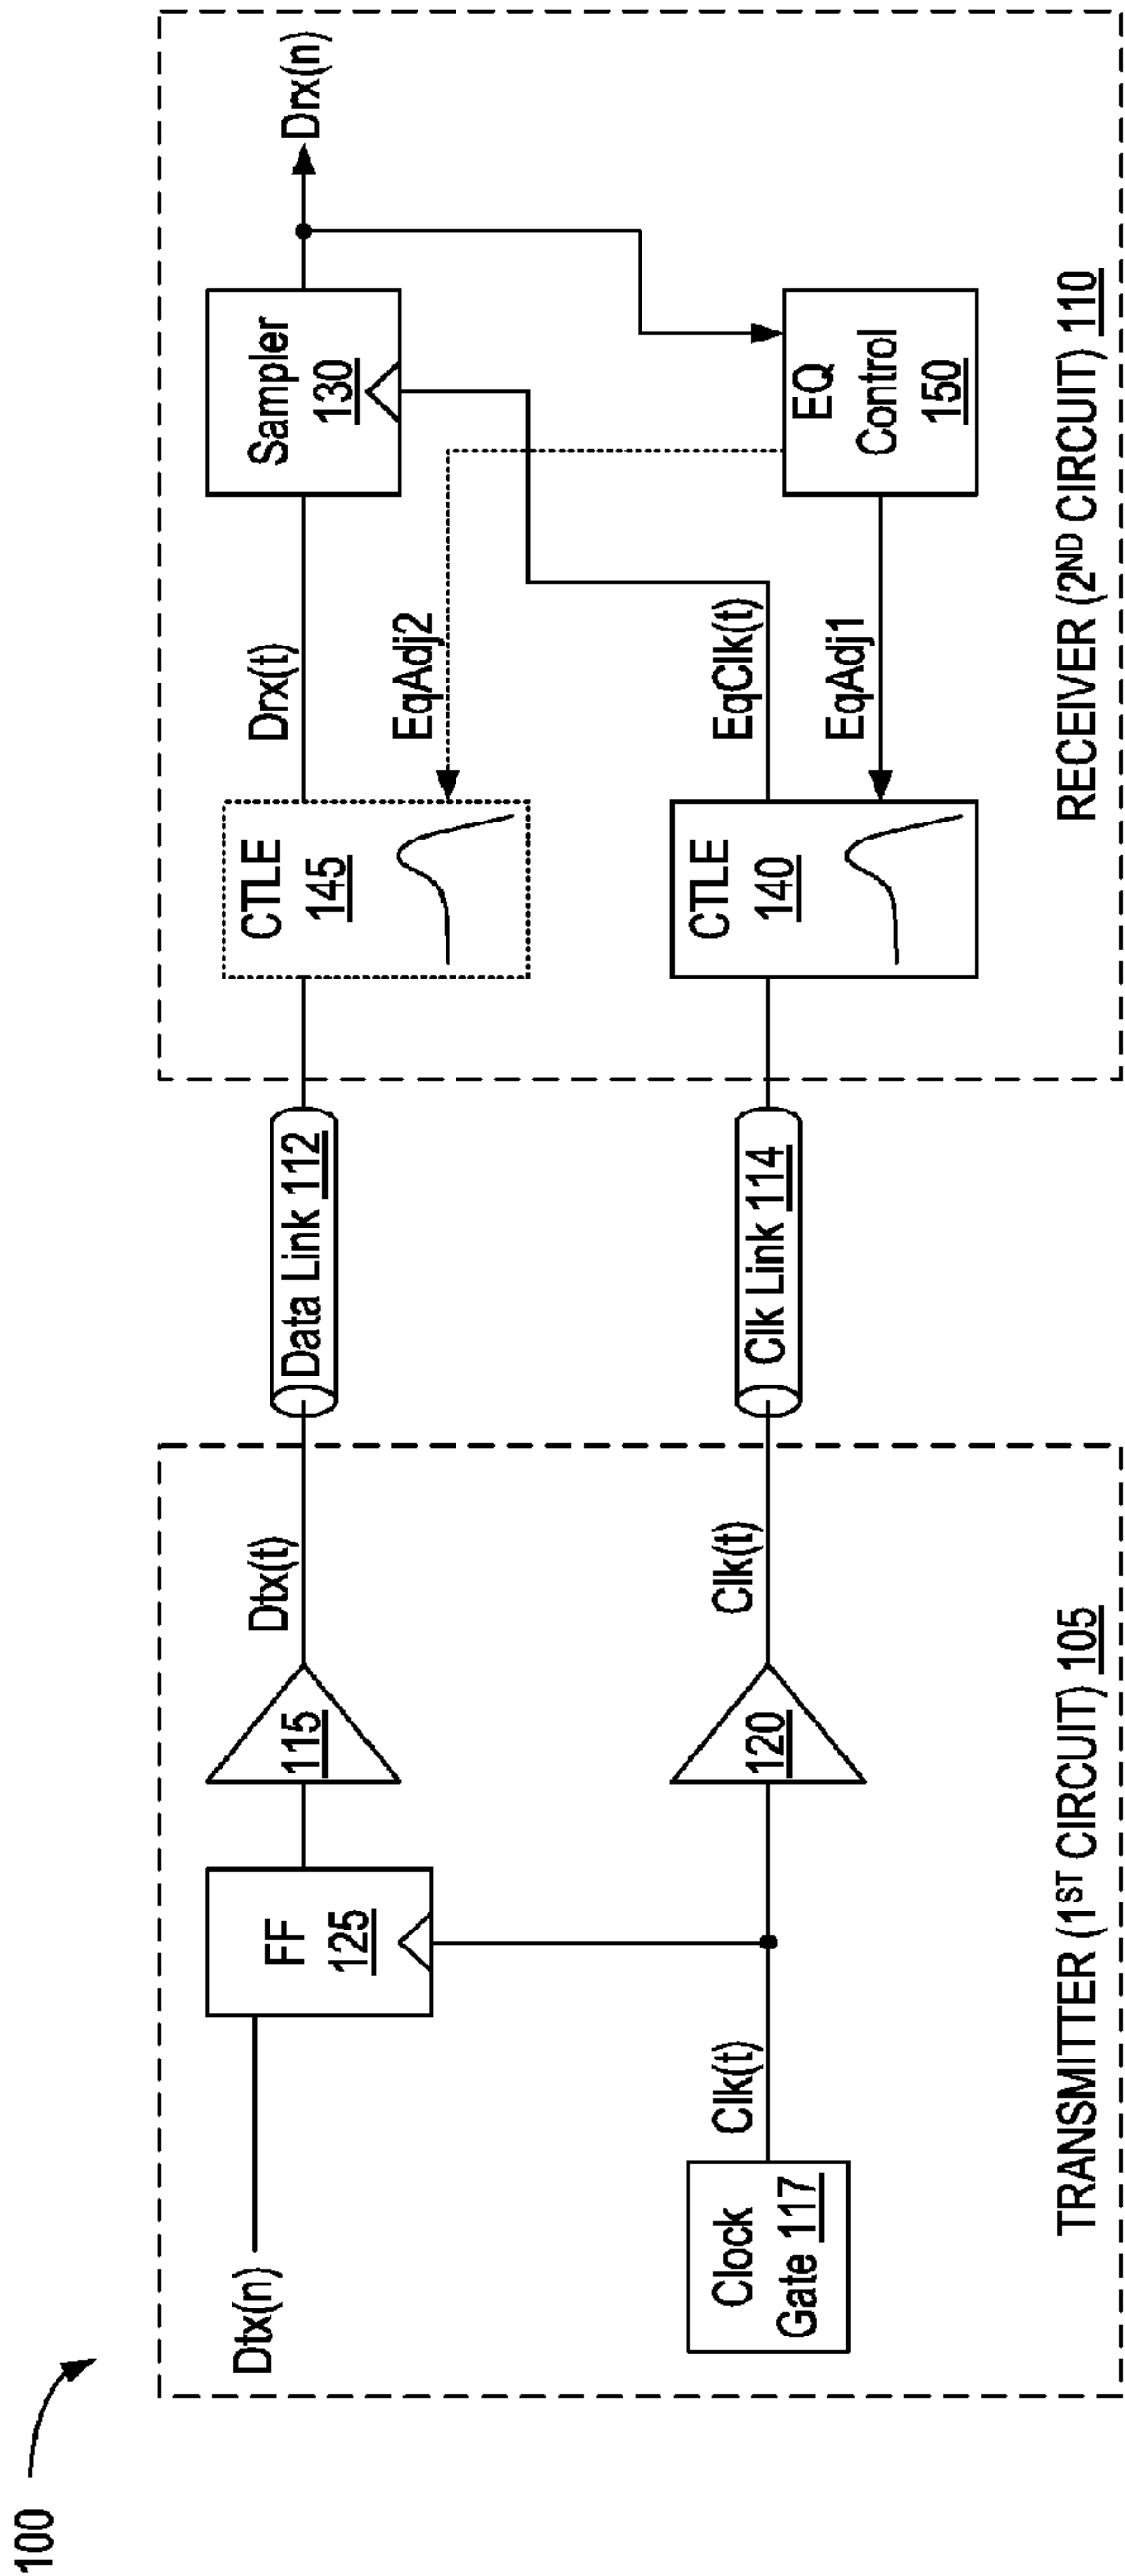 100
Dtx(n)
FF
125
115
Dtx(t)
Data Link 112
CTLE
145
Drx(t)
EqAdj2
Sampler
130
Drx(n)
Clock
Gate 117
Clk(t)
120
Clk(t)
Clk Link 114
CTLE
140
EqClk(t)
EqAdj1
EQ
Control
150
TRANSMITTER (1ST CIRCUIT) 105
RECEIVER (2ND CIRCUIT) 110